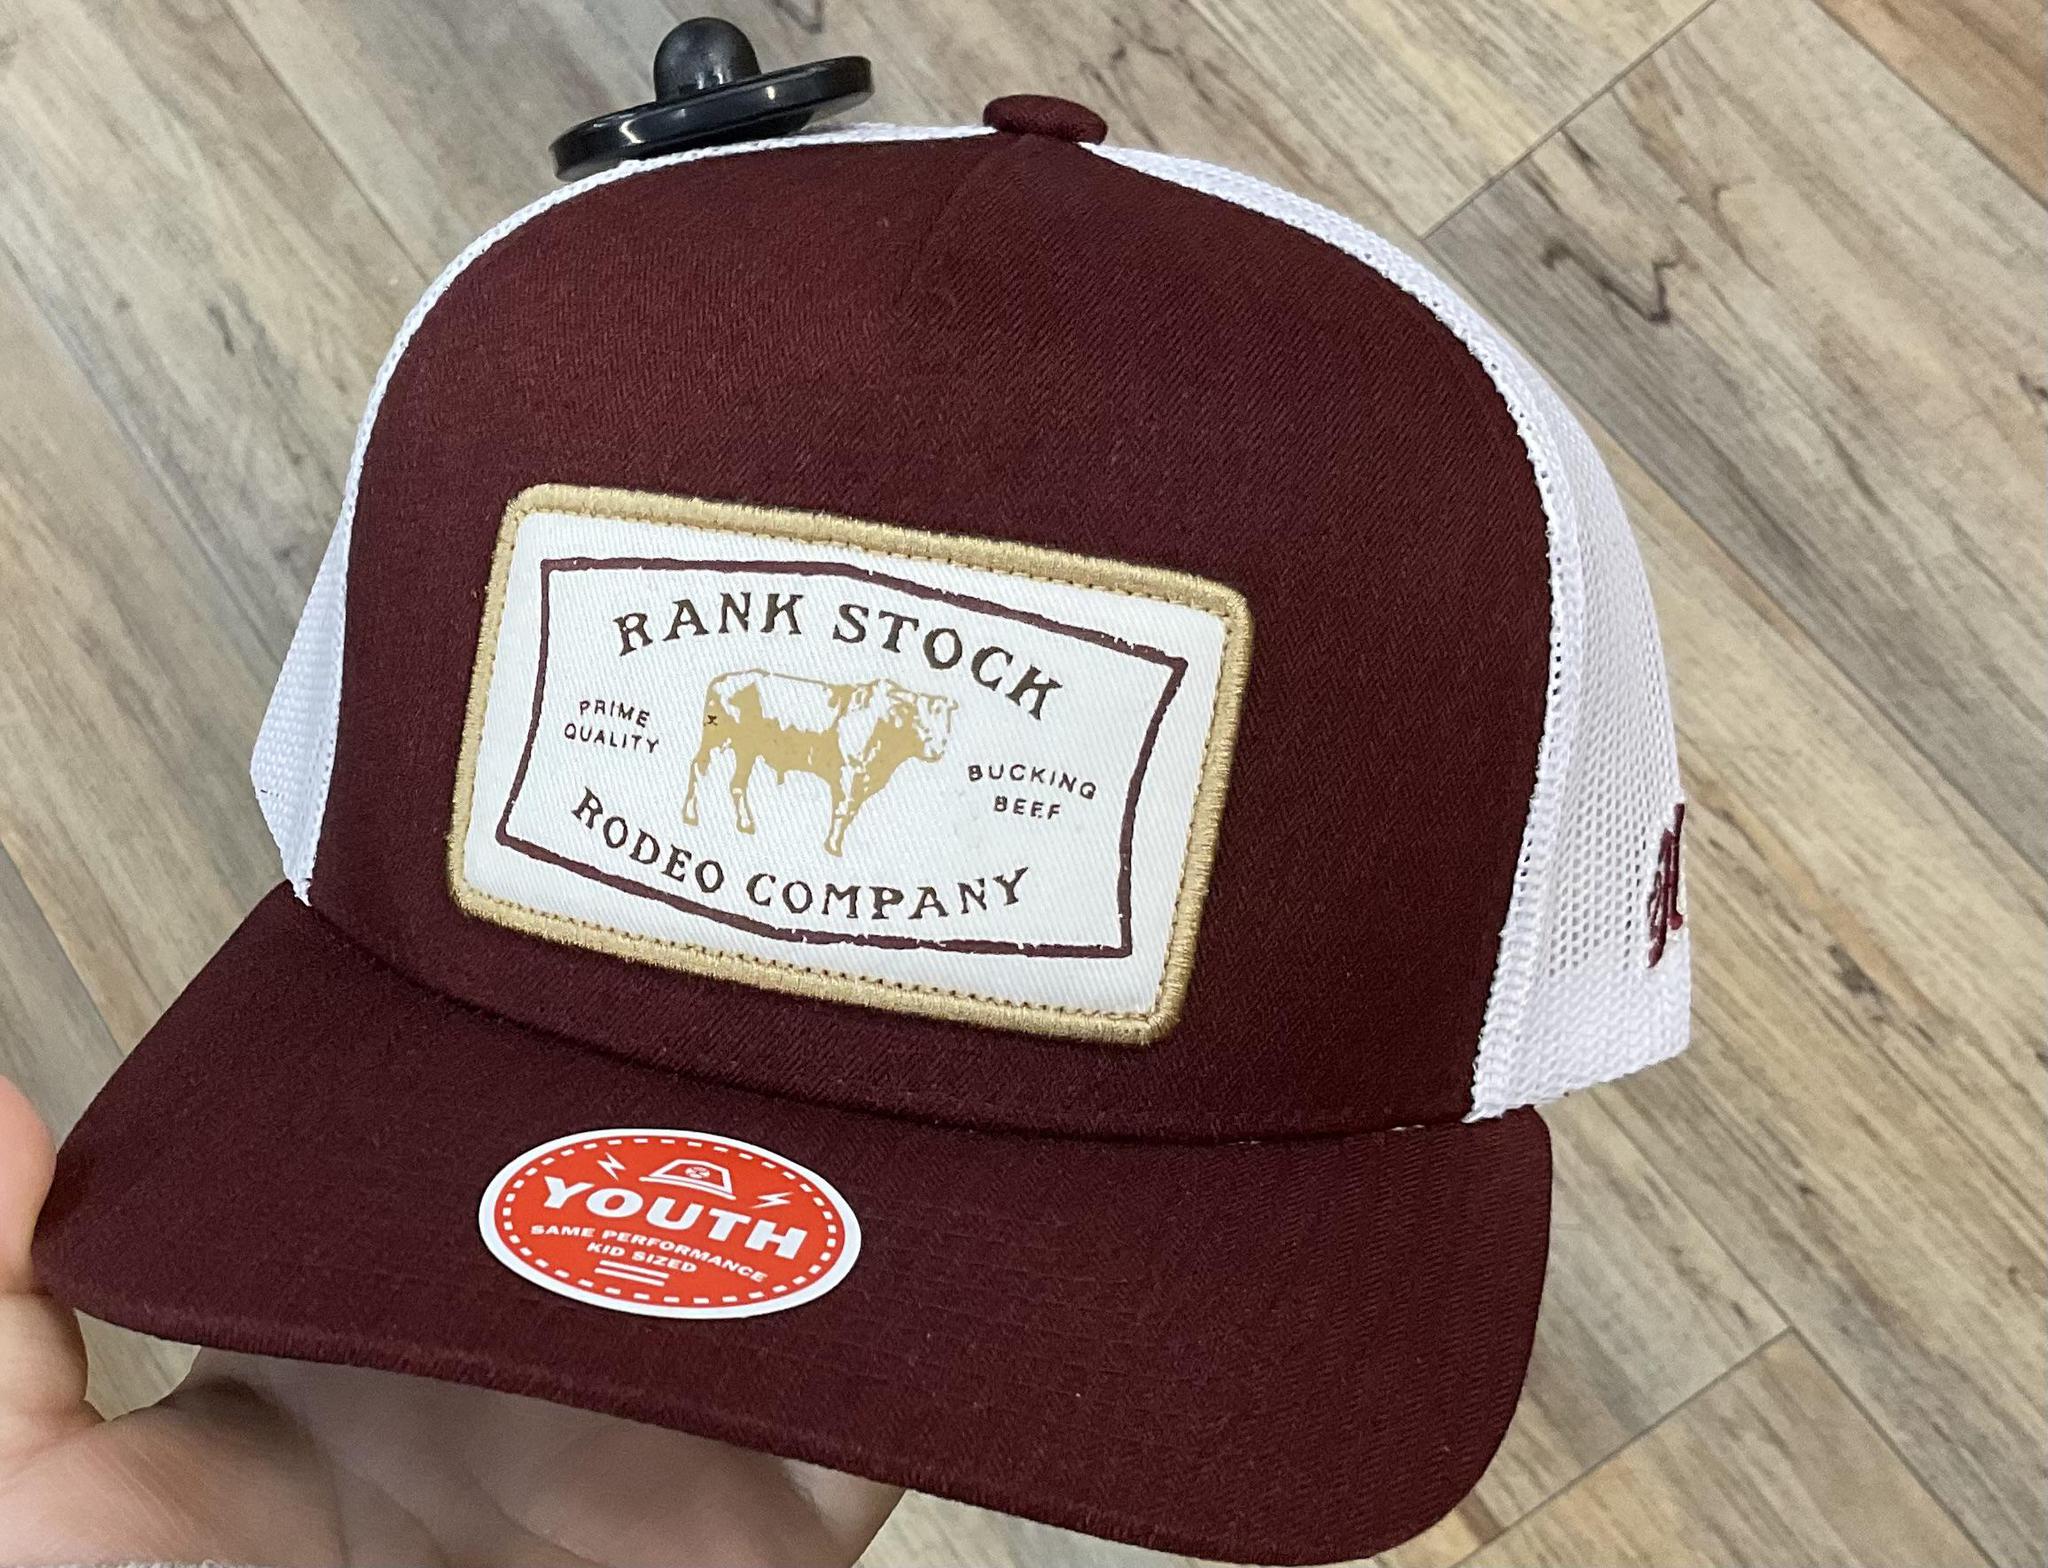 RANK STOCK
PRIME
QUALITY
BUCKING
BEEF
RODEO COMPANY
YOUTH
SAME PERFORMANCE
KID SIZED